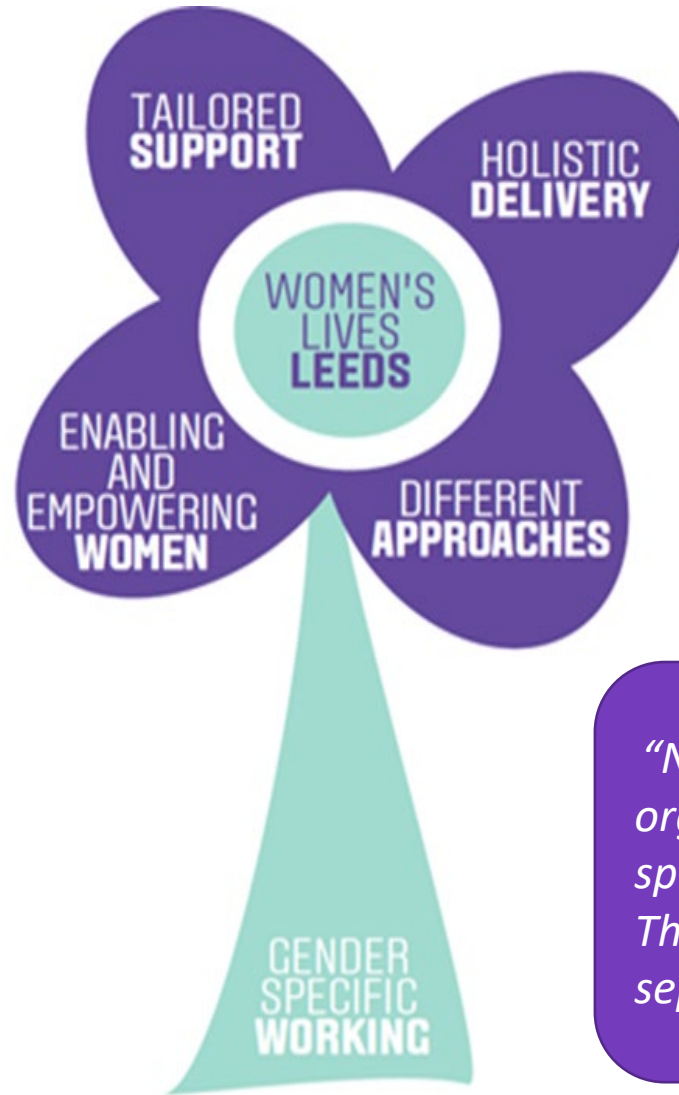 TAILORED
SUPPORT
HOLISTIC
DELIVERY
WOMEN'S
LIVES
LEEDS
ENABLING
AND
EMPOWERING
WOMEN
DIFFERENT
APPROACHES
GENDER
SPECIFIC
WORKING